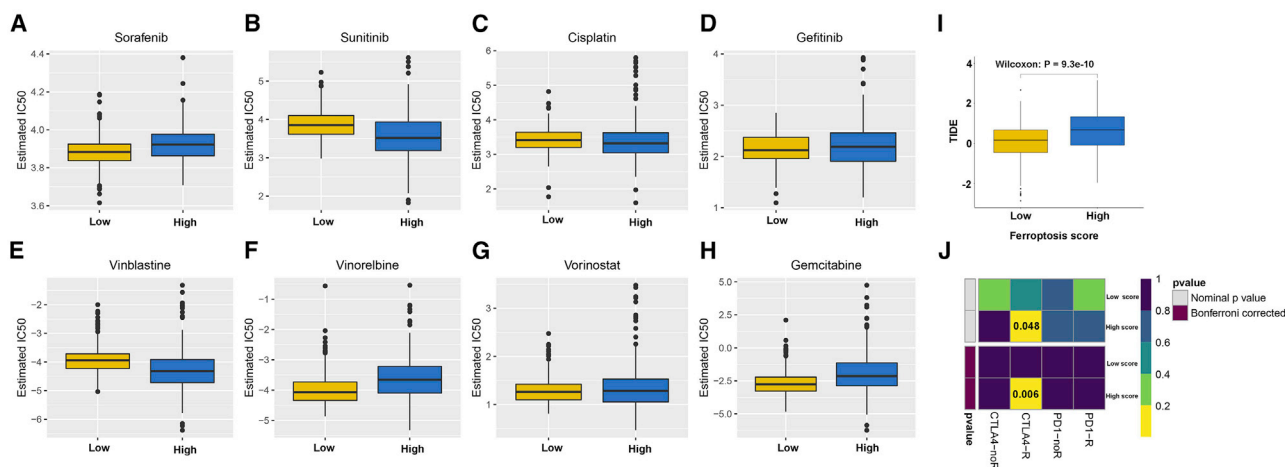 A
Sorafenib
Estimated IC50
4.4
4.2
4.0
3.8
3.6
Low
High
B
Sunitinib
Estimated IC50
5
4
3
2
Low
High
C
Cisplatin
Estimated IC50
6
5
4
3
2
Low
High
D
Gefitinib
Estimated IC50
4
3
2
1
Low
High
I
Wilcoxon: P = 9.3e-10
TIDE
4
2
0
-2
Low
High
Ferroptosis score
E
Vinblastine
Estimated IC50
-2
-3
-4
-5
-6
Low
High
F
Vinorelbine
Estimated IC50
-1
-2
-3
-4
-5
Low
High
G
Vorinostat
Estimated IC50
3
2
1
Low
High
H
Gemcitabine
Estimated IC50
5.0
2.5
0.0
-2.5
-5.0
Low
High
J
Low score
0.048
High score
Low score
0.006
High score
pvalue
CTLA4-noR
CTLA4-R
PD1-noR
PD1-R
1
0.8
0.6
0.4
0.2
pvalue
Nominal p value
Bonferroni corrected